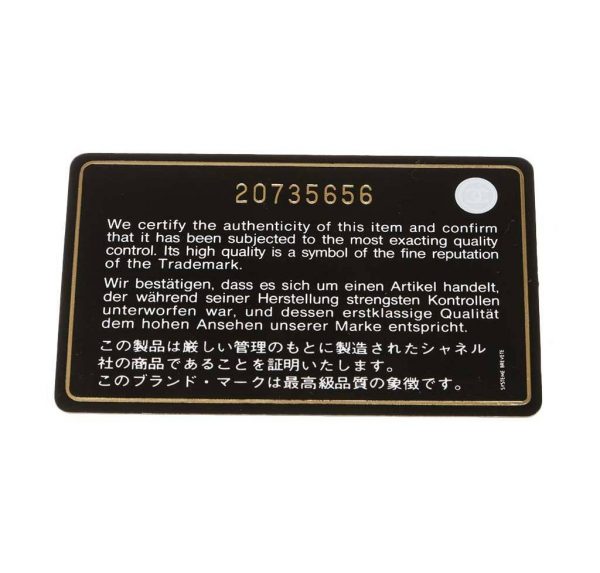 20735656
We certify the authenticity of this item and confirm
that it has been subjected to the most exacting quality
control. Its high quality is a symbol of the fine reputation
of the Trademark.
Wir bestätigen, dass es sich um einen Artikel handelt,
der während seiner Herstellung strengsten Kontrollen
unterworfen war, und dessen erstklassige Qualität
dem hohen Ansehen unserer Marke entspricht.
この製品は厳しい管理のもとに製造されたシャネル
社の商品であることを証明いたします。
このブランド・マークは最高級品質の象徴です。
SYSTEME BREVETE